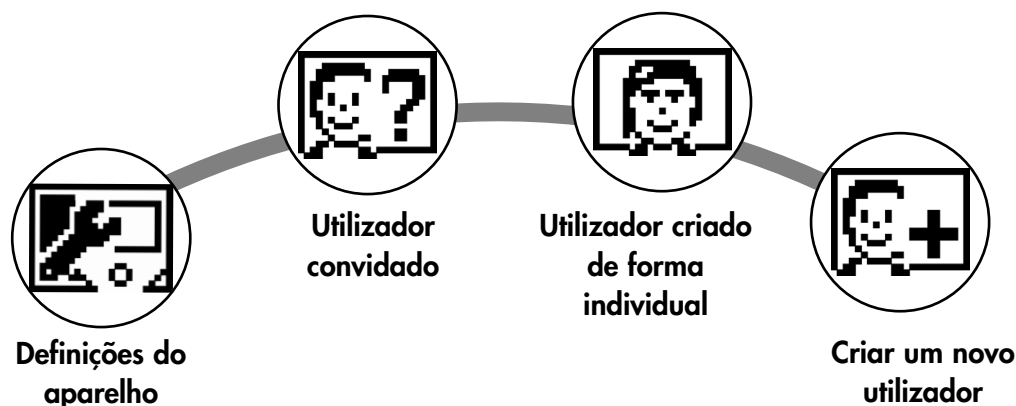 Definições do
aparelho
Utilizador
convidado
Utilizador criado
de forma
individual
Criar um novo
utilizador